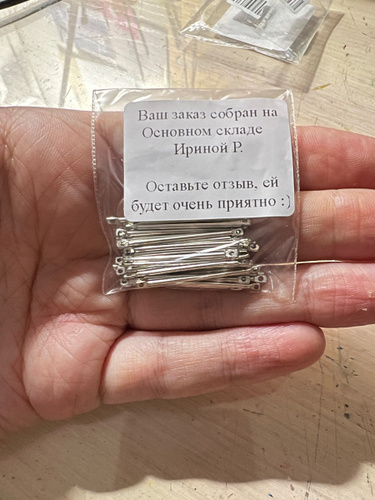 Ваш заказ собран на
Основном складе
Ириной Р.
Оставьте отзыв, ей
будет очень приятно :)